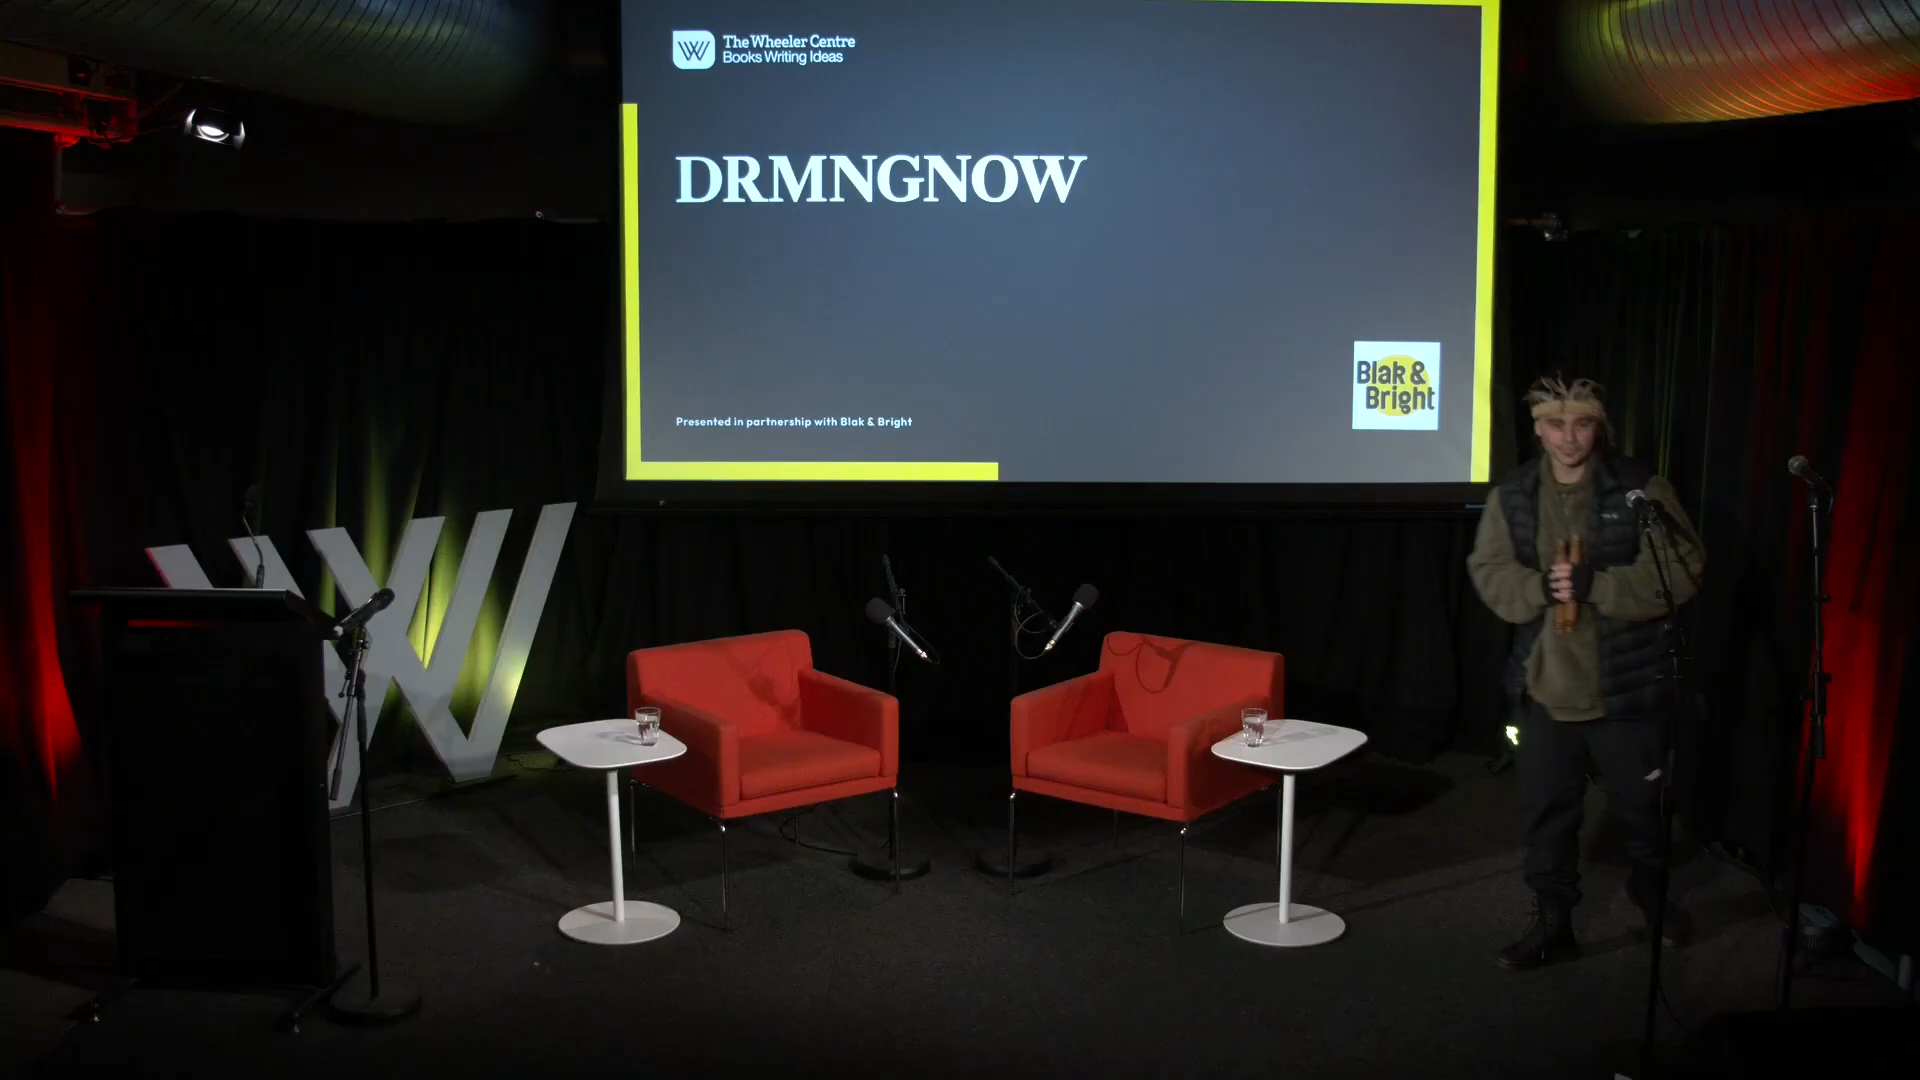 The Wheeler Centre
Books Writing Ideas
DRMNGNOW
Blak &
Bright
Presented in partnership with Blak & Bright